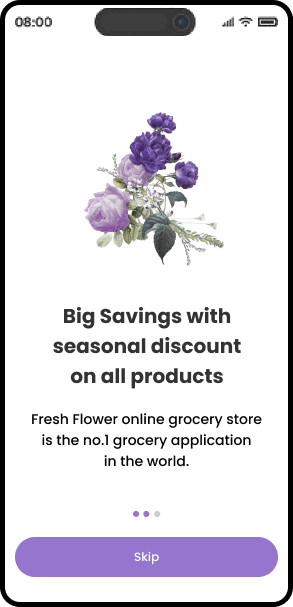 08:00
Big Savings with
seasonal discount
on all products
Fresh Flower online grocery store
is the no.1 grocery application
in the world.
Skip